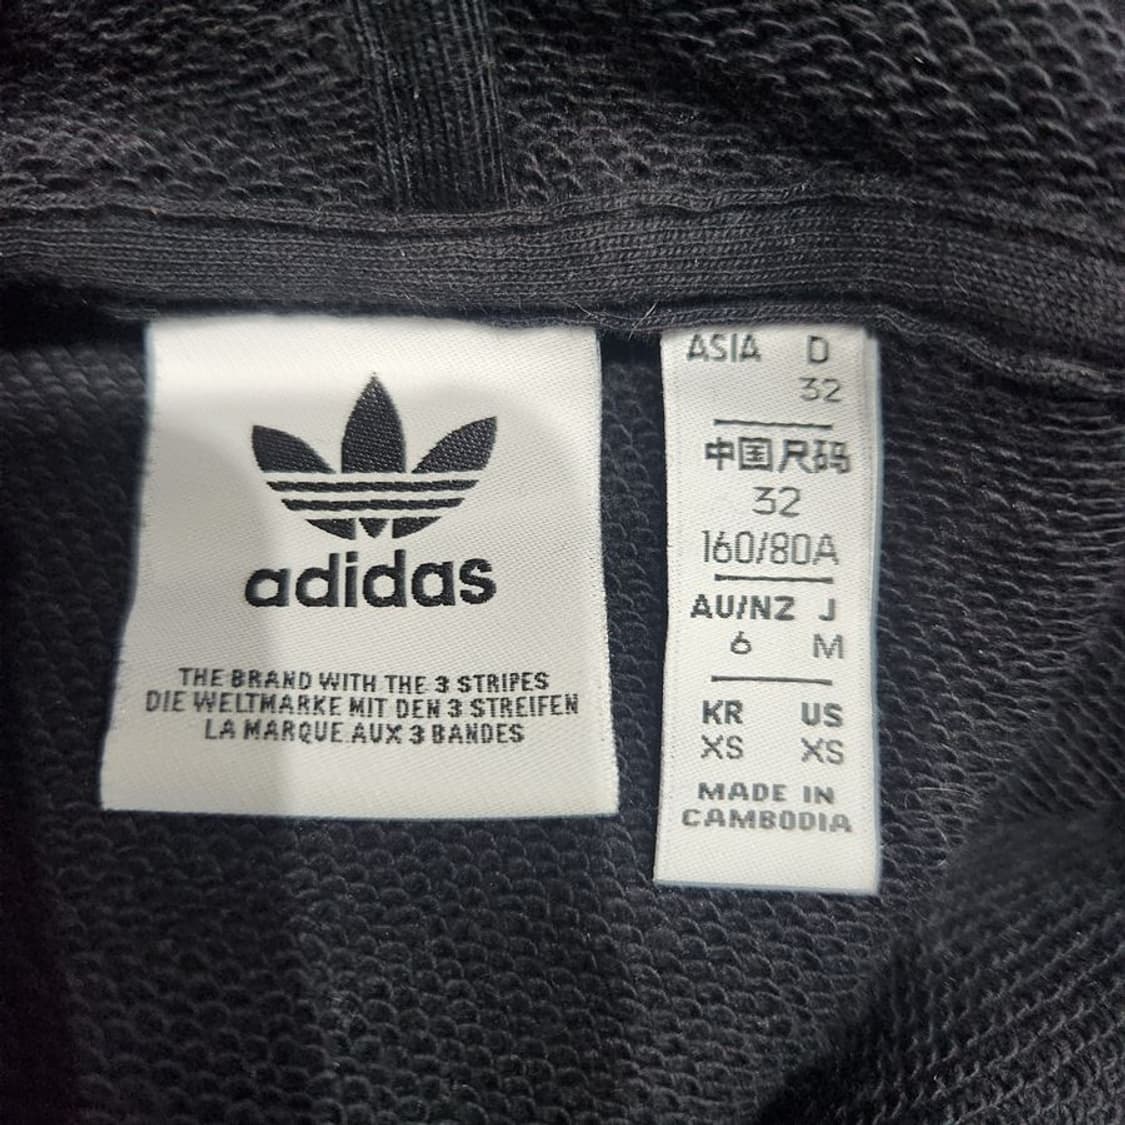 adidas
THE BRAND WITH THE 3 STRIPES
DIE WELTMARKE MIT DEN 3 STREIFEN
LA MARQUE AUX 3 BANDES
ASIA D
32
中国尺码
32
160/80A
AU/NZ J
6 M
KR US
XS XS
MADE IN
CAMBODIA